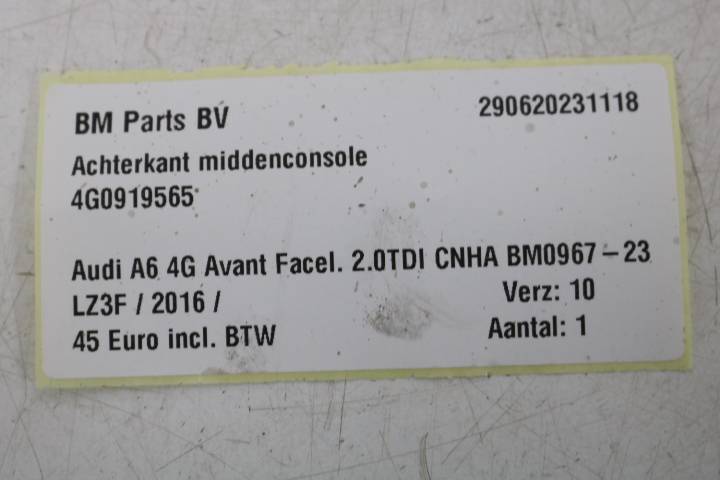 BM Parts BV 290620231118
Achterkant middenconsole
4G0919565
Audi A6 4G Avant Facel. 2.0TDI CNHA BM0967-23
LZ3F / 2016 / Verz: 10
45 Euro incl. BTW Aantal: 1